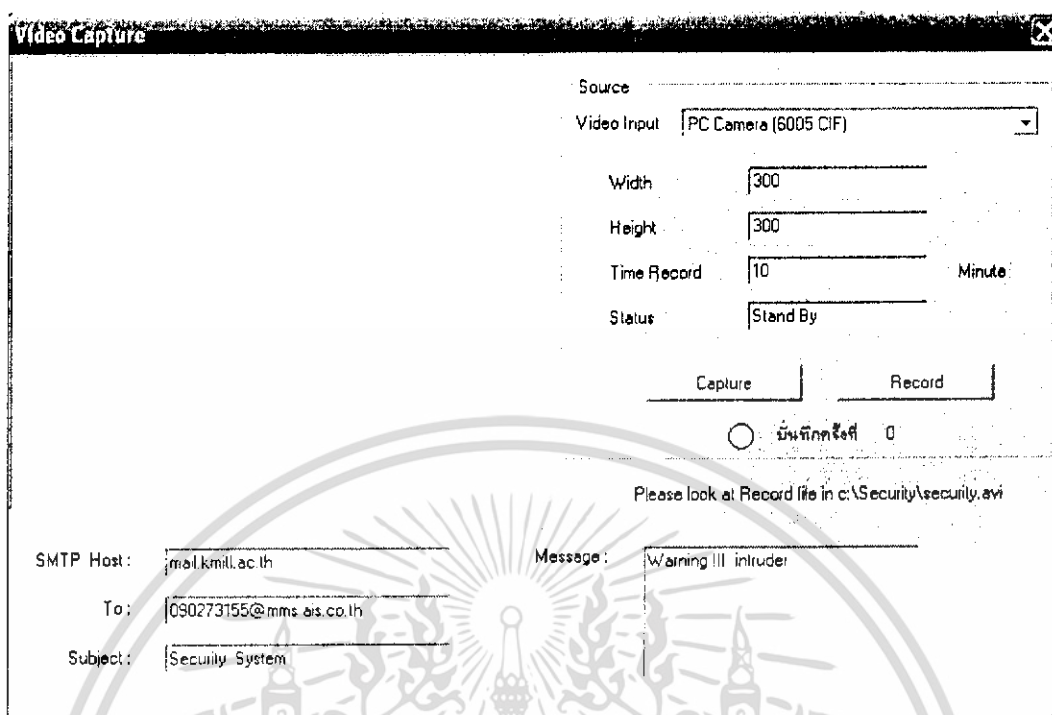 Video Capture
Source
Video Input PC Camera (6005 CIF)
Width 300
Height 300
Time Record 10 Minute
Status Stand By
Capture Record
บันทึกครั้งที่ 0
Please look at Record file in c:\Security\security.avi
SMTP Host: mail.kmitl.ac.th
To: 090273155@mms.ais.co.th
Subject: Security System
Message: Warning !!! intruder